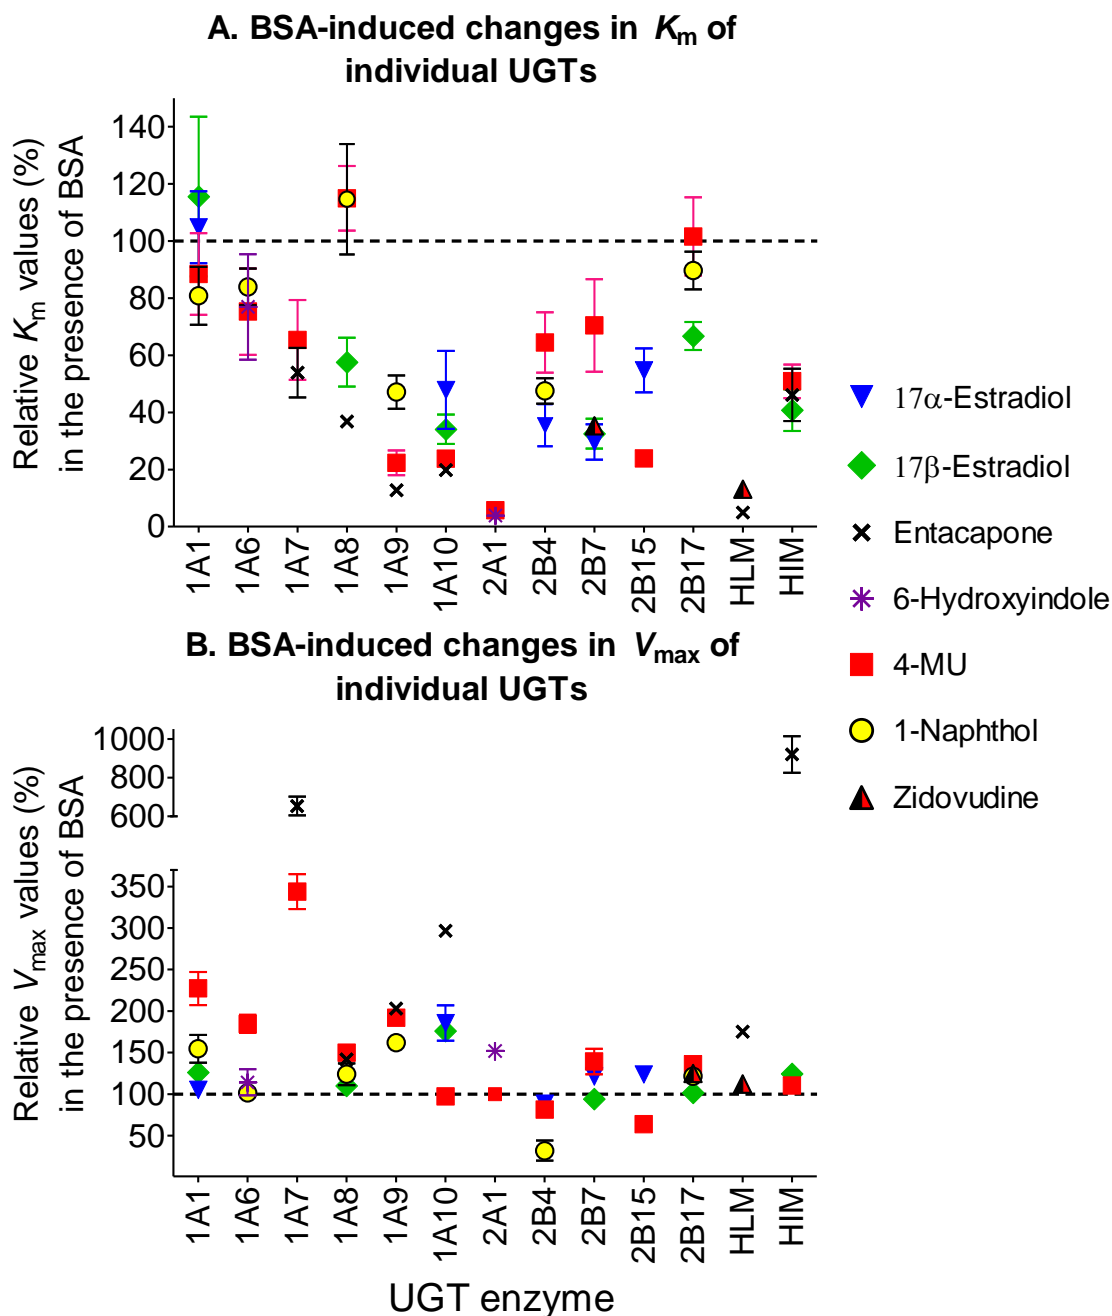 A. BSA-induced changes in Km of
individual UGTs
Relative Km values (%)
in the presence of BSA
140
120
100
80
60
40
20
0
1A1
1A6
1A7
1A8
1A9
1A10
2A1
2B4
2B7
2B15
2B17
HLM
HIM
17α-Estradiol
17β-Estradiol
Entacapone
6-Hydroxyindole
4-MU
1-Naphthol
Zidovudine
B. BSA-induced changes in Vmax of
individual UGTs
Relative Vmax values (%)
in the presence of BSA
1000
800
600
350
300
250
200
150
100
50
1A1
1A6
1A7
1A8
1A9
1A10
2A1
2B4
2B7
2B15
2B17
HLM
HIM
UGT enzyme